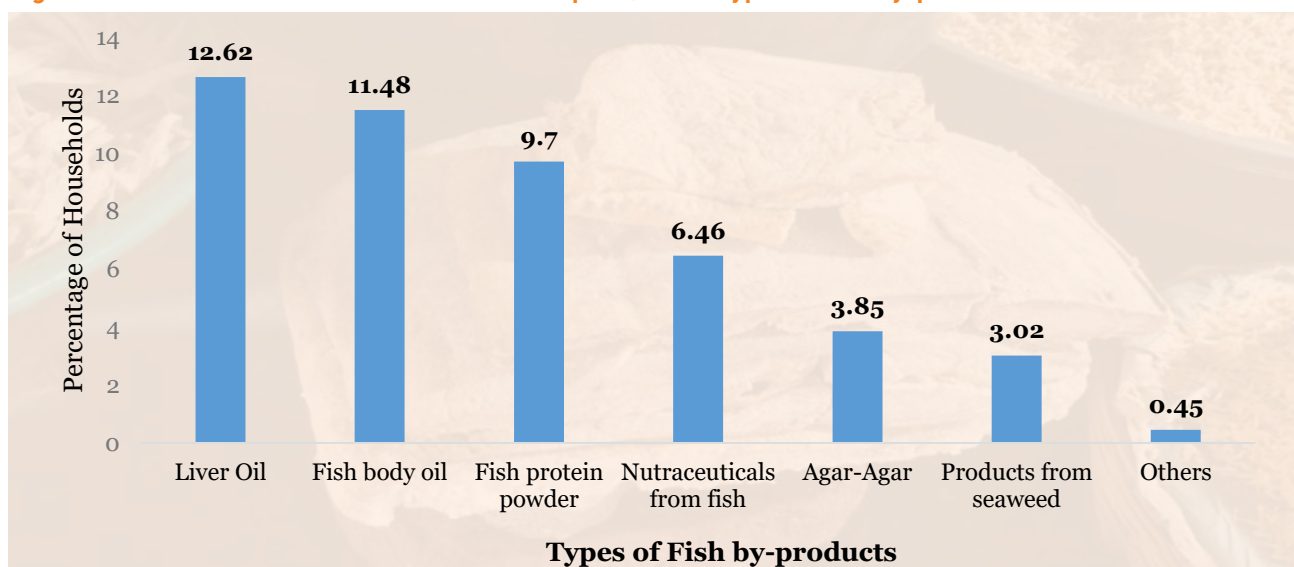 14
12
10
8
6
4
2
0
Percentage of Households
12.62
11.48
9.7
6.46
3.85
3.02
0.45
Liver Oil
Fish body oil
Fish protein
powder
Nutraceuticals
from fish
Agar-Agar
Products from
seaweed
Others
Types of Fish by-products